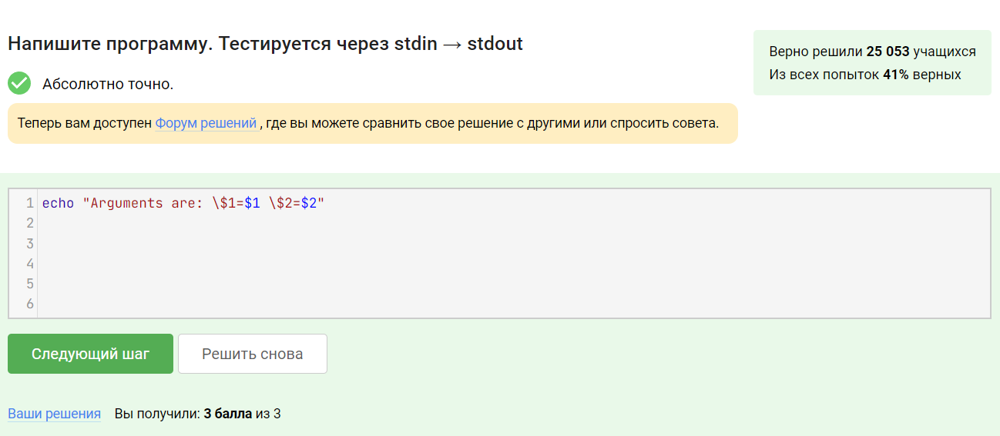 Напишите программу. Тестируется через stdin → stdout
Верно решили 25 053 учащихся
Из всех попыток 41% верных
Абсолютно точно.
Теперь вам доступен Форум решений , где вы можете сравнить свое решение с другими или спросить совета.
1 echo "Arguments are: \$1=$1 \$2=$2"
2
3
4
5
6
Следующий шаг Решить снова
Ваши решения Вы получили: 3 балла из 3